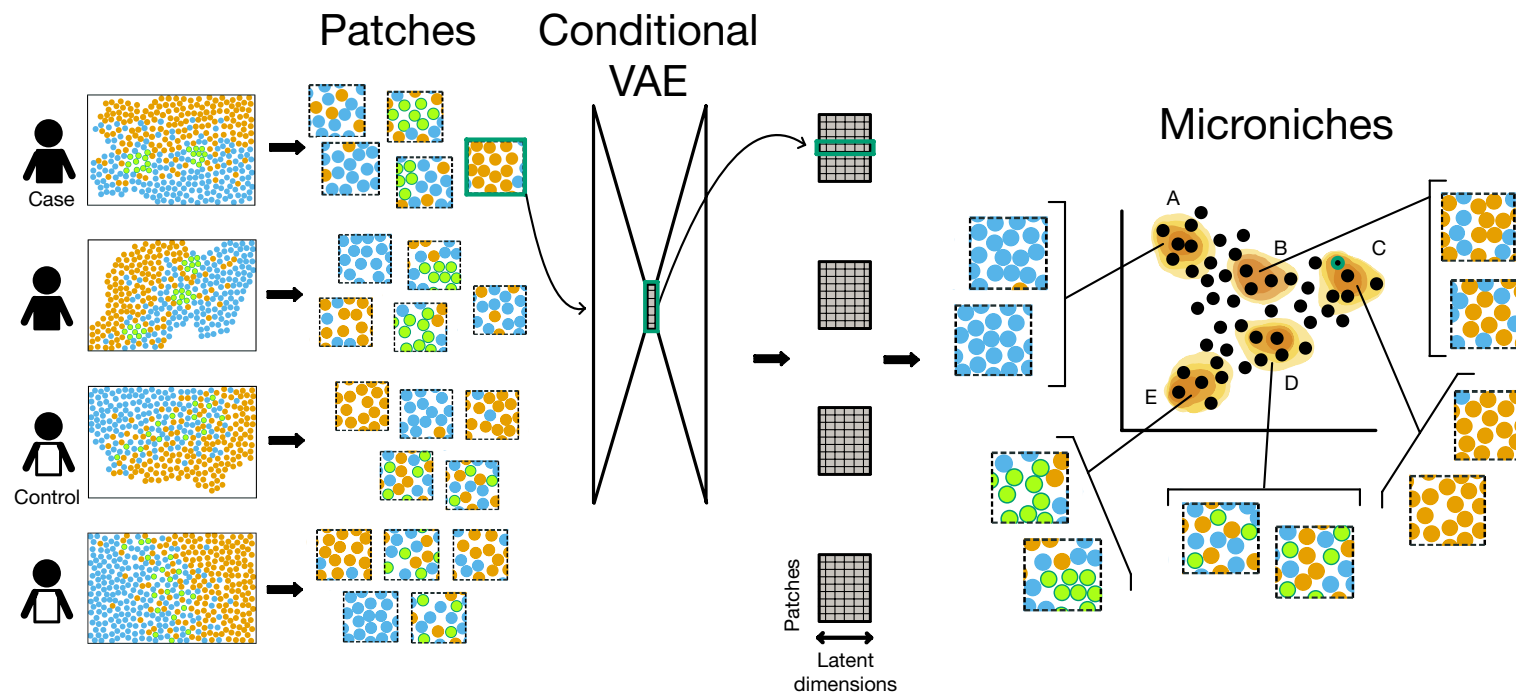 Patches
Conditional
VAE
Case
Control
Patches
Latent
dimensions
Microniches
A
B
C
D
E